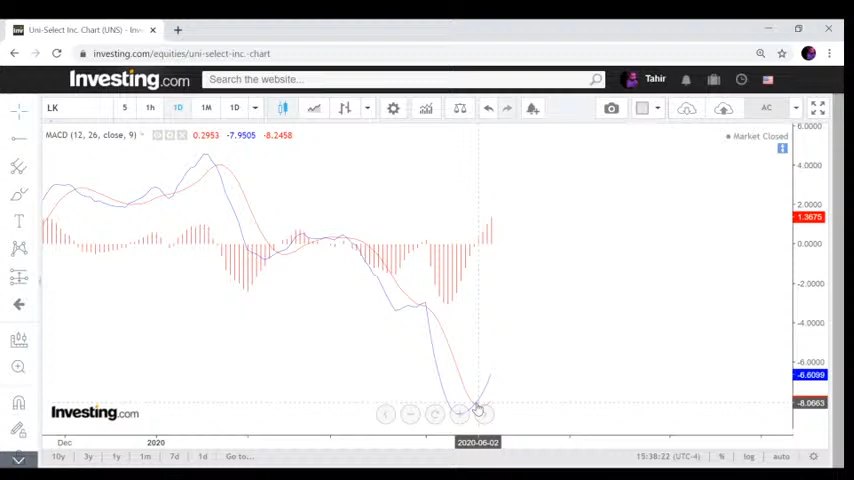 Uni-Select Inc. Chart (UNS) - Inv
investing.com/equities/uni-select-inc.-chart
Investing.com
Search the website...
Tahir
LK
5 1h 1D 1M 1D
AC
MACD (12, 26, close, 9) 0.2953 -7.9505 -8.2458
Market Closed
6.0000
4.0000
2.0000
1.3675
0.0000
-2.0000
-4.0000
-6.0000
-6.6099
-8.0663
Investing.com
Dec 2020 2020-06-02
10y 3y 1y 1m 7d 1d Go to... 15:38:22 (UTC-4) % log auto